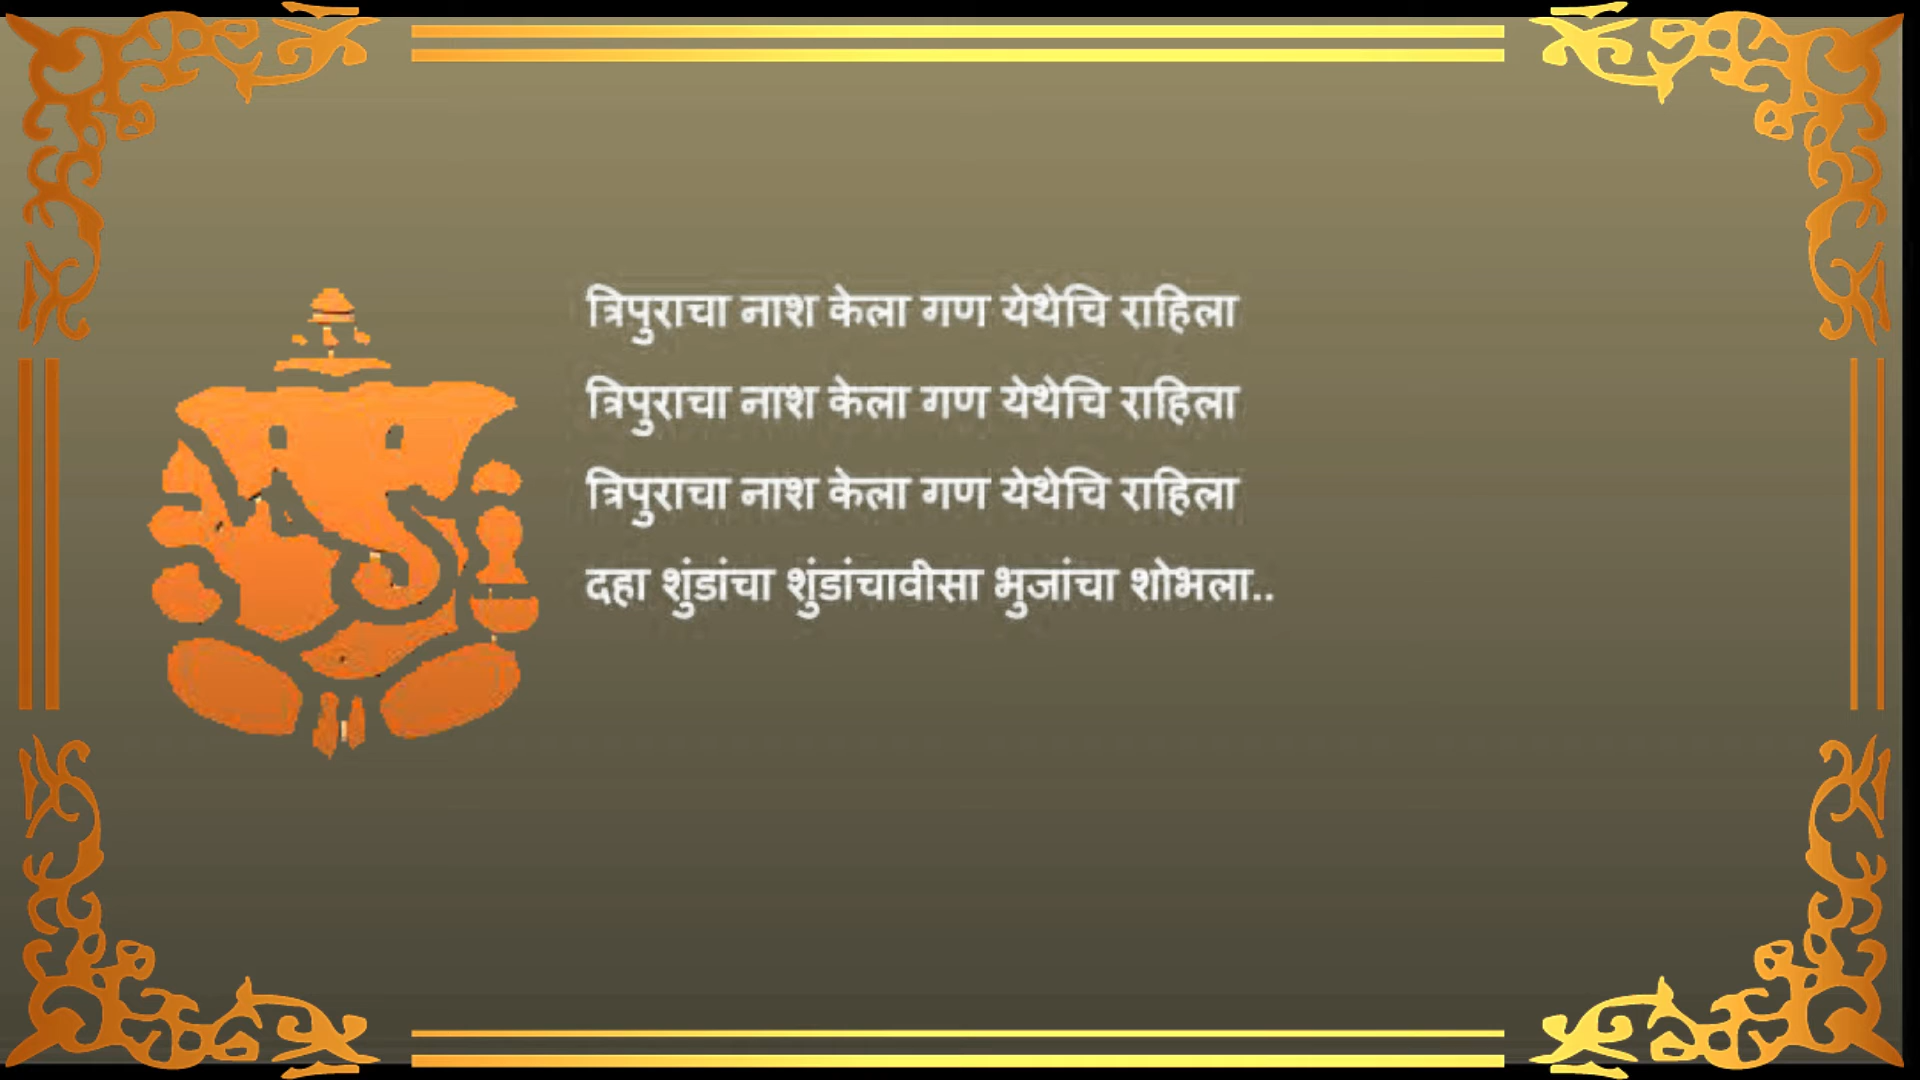 त्रिपुराचा नाश केला गण येथेचि राहिला
त्रिपुराचा नाश केला गण येथेचि राहिला
त्रिपुराचा नाश केला गण येथेचि राहिला
दहा शुंडांचा शुंडांचावीसा भुजांचा शोभला..